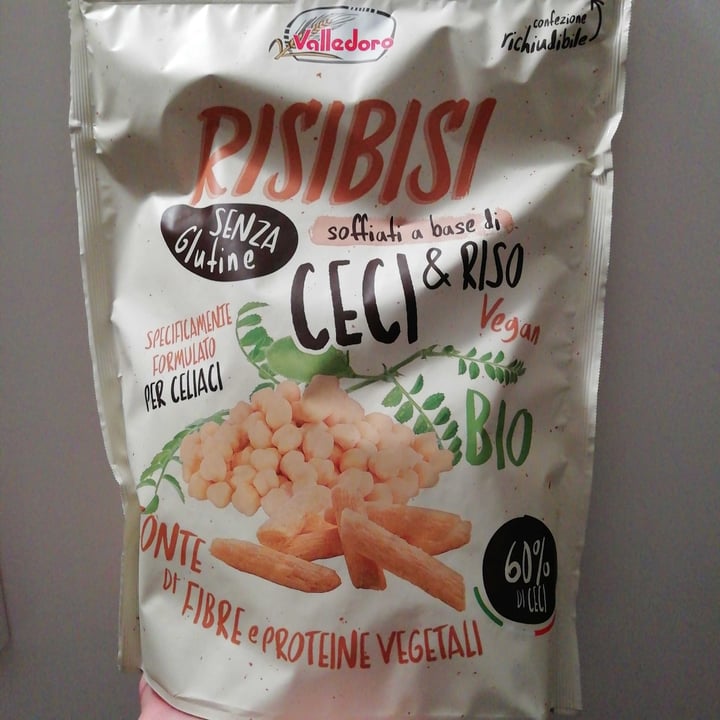 Valledoro
confezione
richiudibile
RISIBISI
SENZA
Glutine
soffiati a base di
CECI & RISO
Vegan
SPECIFICAMENTE
FORMULATO
PER CELIACI
BIO
ONTE
DI FIBRE e PROTEINE VEGETALI
60%
DI CECI